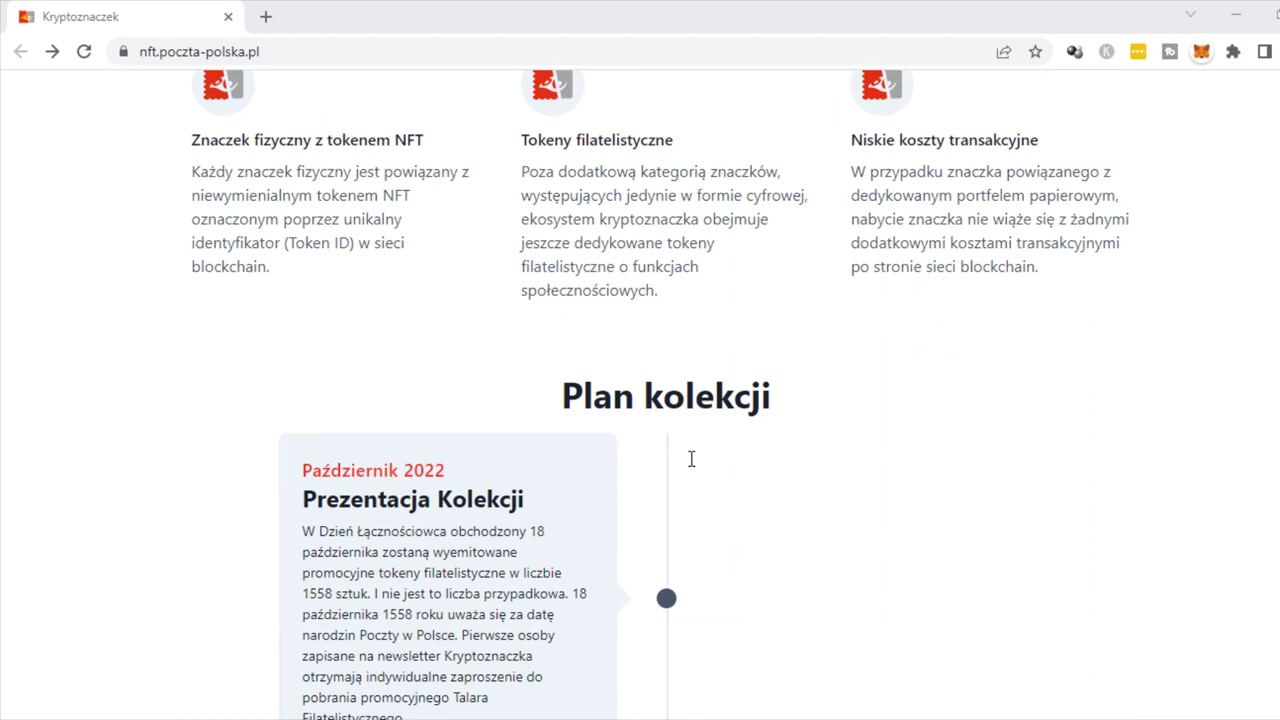 Kryptoznaczek
nft.poczta-polska.pl
Znaczek fizyczny z tokenem NFT
Każdy znaczek fizyczny jest powiązany z
niewymienialnym tokenem NFT
oznaczonym poprzez unikalny
identyfikator (Token ID) w sieci
blockchain.
Tokeny filatelistyczne
Poza dodatkową kategorią znaczków,
występujących jedynie w formie cyfrowej,
ekosystem kryptoznaczka obejmuje
jeszcze dedykowane tokeny
filatelistyczne o funkcjach
społecznościowych.
Niskie koszty transakcyjne
W przypadku znaczka powiązanego z
dedykowanym portfelem papierowym,
nabycie znaczka nie wiąże się z żadnymi
dodatkowymi kosztami transakcyjnymi
po stronie sieci blockchain.
Plan kolekcji
Październik 2022
Prezentacja Kolekcji
W Dzień Łącznościowca obchodzony 18
października zostaną wyemitowane
promocyjne tokeny filatelistyczne w liczbie
1558 sztuk. I nie jest to liczba przypadkowa. 18
października 1558 roku uważa się za datę
narodzin Poczty w Polsce. Pierwsze osoby
zapisane na newsletter Kryptoznaczka
otrzymają indywidualne zaproszenie do
pobrania promocyjnego Talara
Filatelistycznego